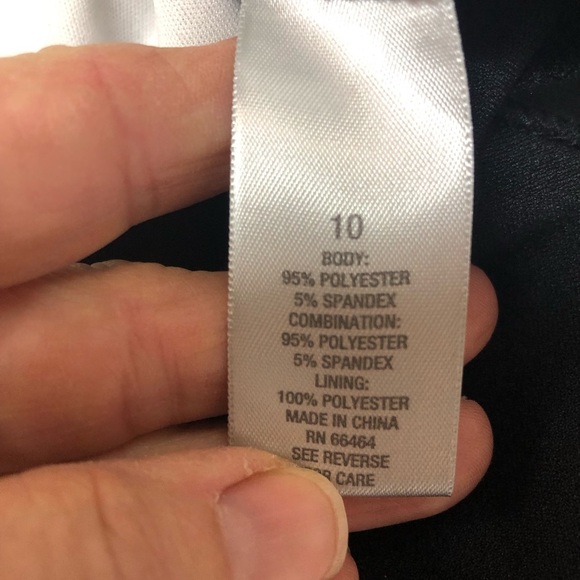 10
BODY:
95% POLYESTER
5% SPANDEX
COMBINATION:
95% POLYESTER
5% SPANDEX
LINING:
100% POLYESTER
MADE IN CHINA
RN 66464
SEE REVERSE
FOR CARE